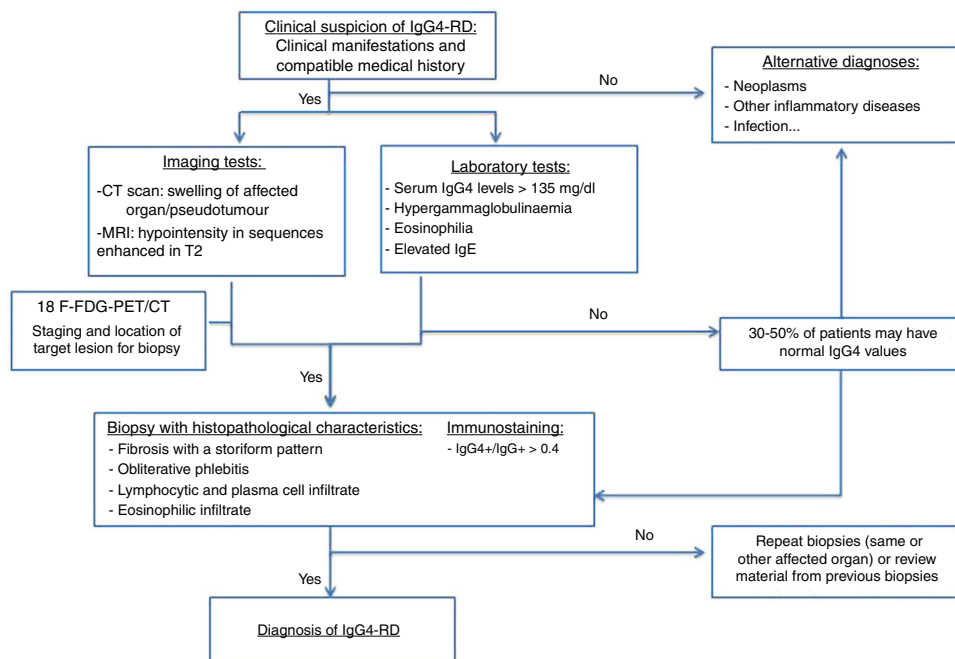 Clinical suspicion of IgG4-RD:
Clinical manifestations and
compatible medical history
No
Yes
Alternative diagnoses:
- Neoplasms
- Other inflammatory diseases
- Infection...
Imaging tests:
-CT scan: swelling of affected
organ/pseudotumour
-MRI: hypointensity in sequences
enhanced in T2
Laboratory tests:
- Serum IgG4 levels > 135 mg/dl
- Hypergammaglobulinaemia
- Eosinophilia
- Elevated IgE
18 F-FDG-PET/CT
Staging and location of
target lesion for biopsy
No
30-50% of patients may have
normal IgG4 values
Yes
Biopsy with histopathological characteristics:
- Fibrosis with a storiform pattern
- Obliterative phlebitis
- Lymphocytic and plasma cell infiltrate
- Eosinophilic infiltrate
Immunostaining:
- IgG4+/IgG+ > 0.4
No
Repeat biopsies (same or
other affected organ) or review
material from previous biopsies
Yes
Diagnosis of IgG4-RD